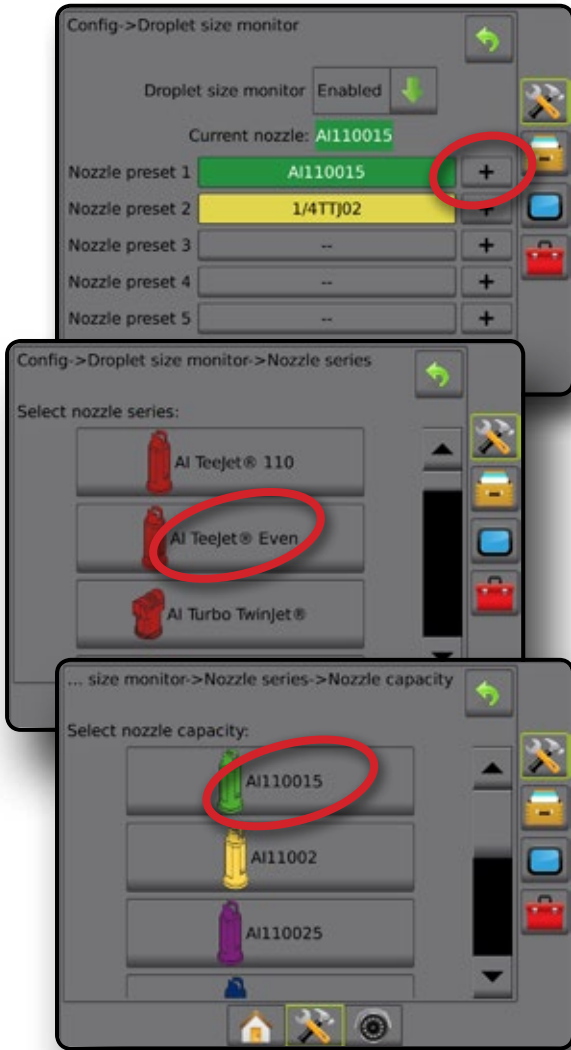 Config->Droplet size monitor
Droplet size monitor Enabled
Current nozzle: AI110015
Nozzle preset 1 AI110015 +
Nozzle preset 2 1/4TTJ02 +
Nozzle preset 3 -- +
Nozzle preset 4 -- +
Nozzle preset 5 -- +
Config->Droplet size monitor->Nozzle series
Select nozzle series:
AI TeeJet® 110
AI TeeJet® Even
AI Turbo TwinJet®
... size monitor->Nozzle series->Nozzle capacity
Select nozzle capacity:
AI110015
AI11002
AI110025